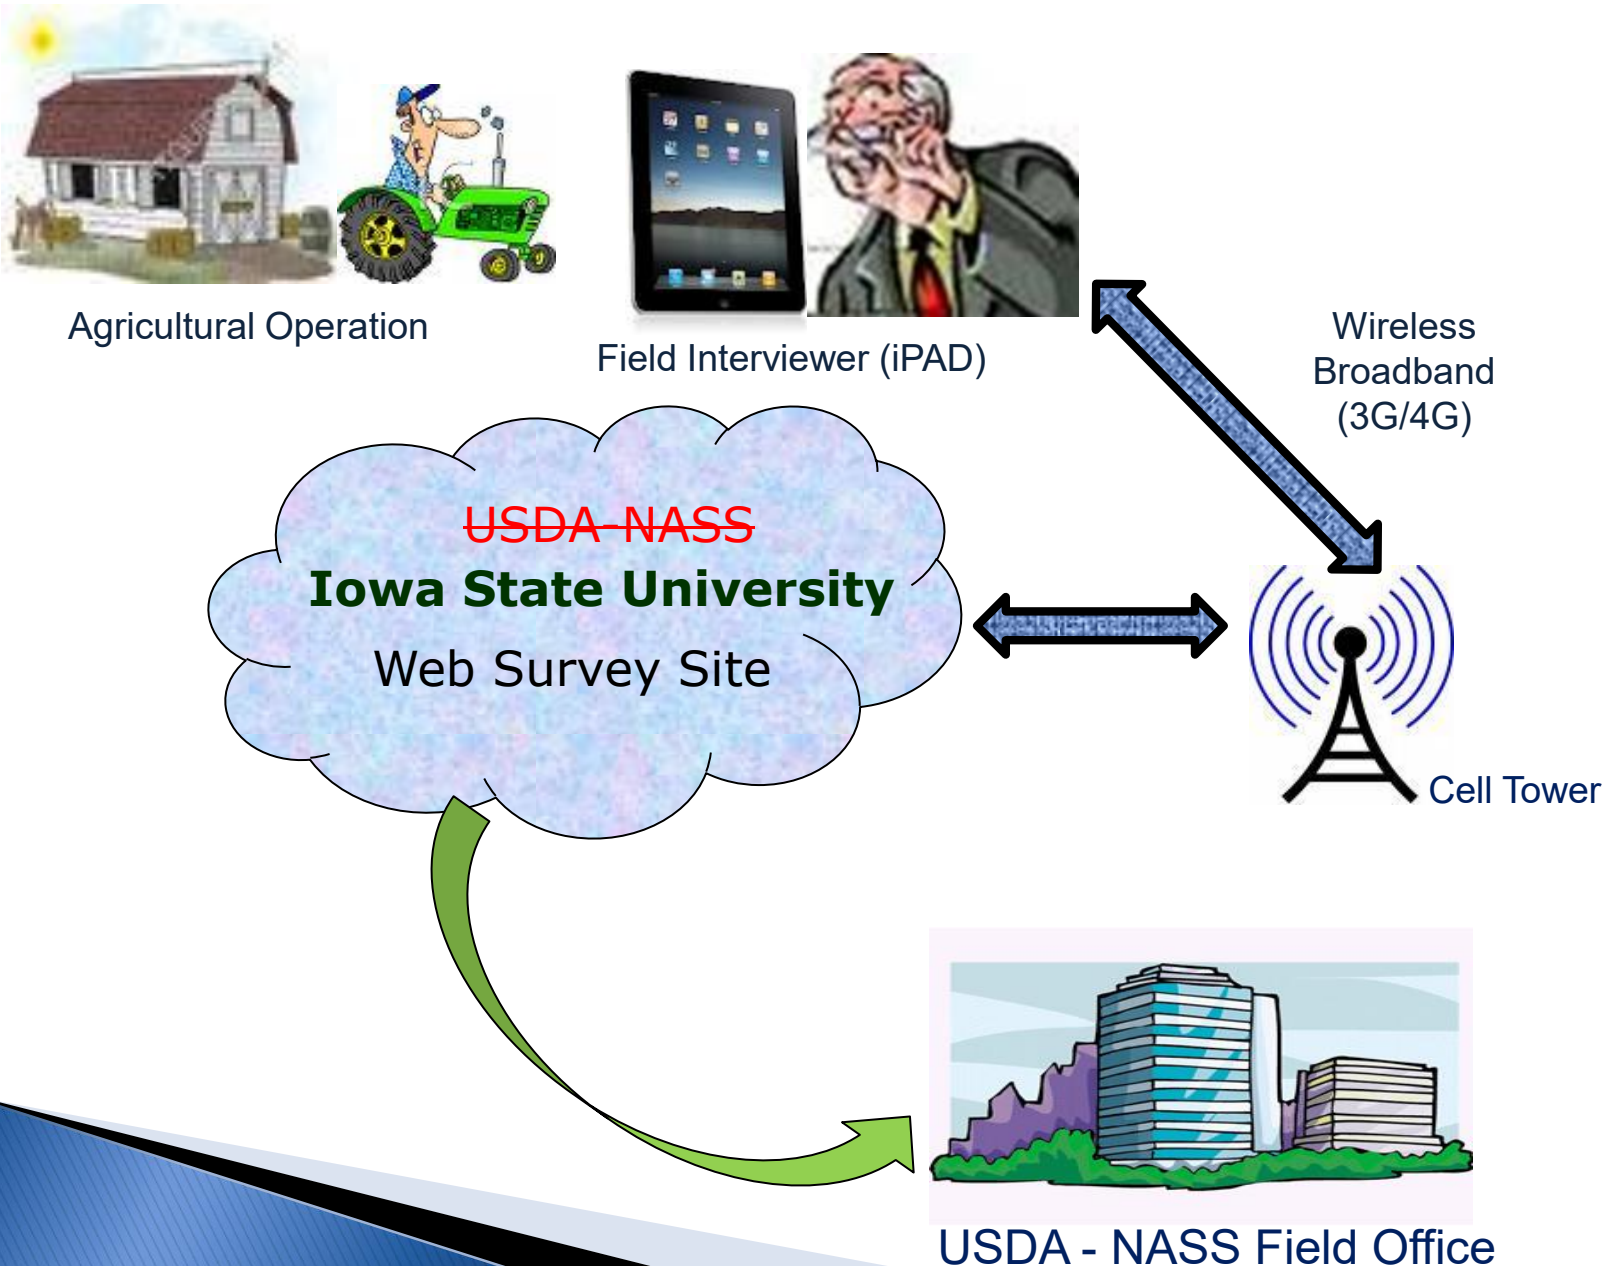 Agricultural Operation
Field Interviewer (iPAD)
Wireless
Broadband
(3G/4G)
USDA-NASS
Iowa State University
Web Survey Site
Cell Tower
USDA - NASS Field Office